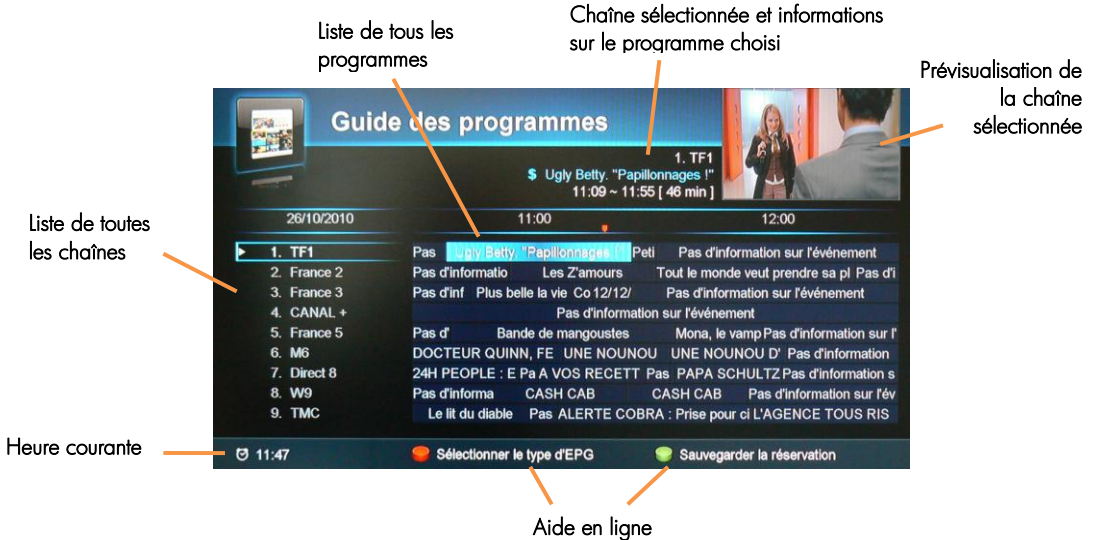 Chaîne sélectionnée et informations
sur le programme choisi
Liste de tous les
programmes
Prévisualisation de
la chaîne
sélectionnée
Guide des programmes
1. TF1
$ Ugly Betty. "Papillonnages !"
11:09 ~ 11:55 [ 46 min ]
26/10/2010 11:00 12:00
Liste de toutes
les chaînes
1. TF1 Pas Ugly Betty. "Papillonnages !" Peti Pas d'information sur l'événement
2. France 2 Pas d'informatio Les Z'amours Tout le monde veut prendre sa pl Pas d'i
3. France 3 Pas d'inf Plus belle la vie Co 12/12/ Pas d'information sur l'événement
4. CANAL + Pas d'information sur l'événement
5. France 5 Pas d' Bande de mangoustes Mona, le vamp Pas d'information sur l'
6. M6 DOCTEUR QUINN, FE UNE NOUNOU UNE NOUNOU D' Pas d'information
7. Direct 8 24H PEOPLE : E Pa A VOS RECETT Pas PAPA SCHULTZ Pas d'information s
8. W9 Pas d'informa CASH CAB CASH CAB Pas d'information sur l'év
9. TMC Le lit du diable Pas ALERTE COBRA : Prise pour ci L'AGENCE TOUS RIS
Heure courante
11:47 Sélectionner le type d'EPG Sauvegarder la réservation
Aide en ligne